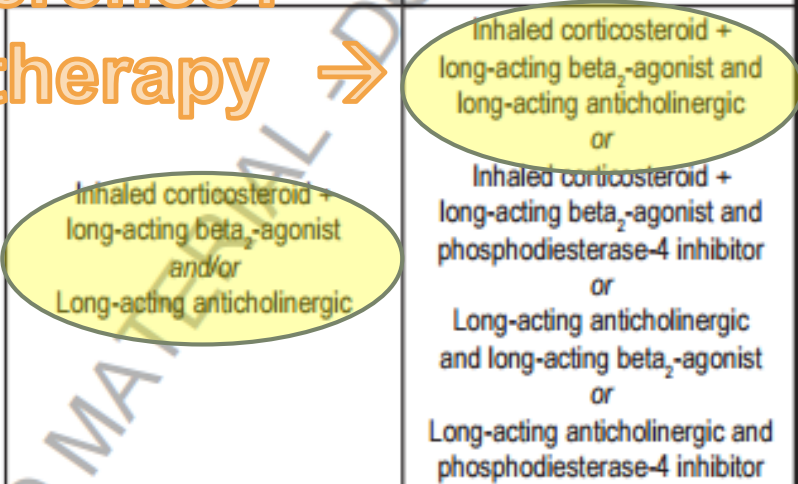 therapy →
Inhaled corticosteroid +
long-acting beta₂-agonist
and/or
Long-acting anticholinergic
Inhaled corticosteroid +
long-acting beta₂-agonist and
long-acting anticholinergic
or
Inhaled corticosteroid +
long-acting beta₂-agonist and
phosphodiesterase-4 inhibitor
or
Long-acting anticholinergic
and long-acting beta₂-agonist
or
Long-acting anticholinergic and
phosphodiesterase-4 inhibitor
MATERIAL